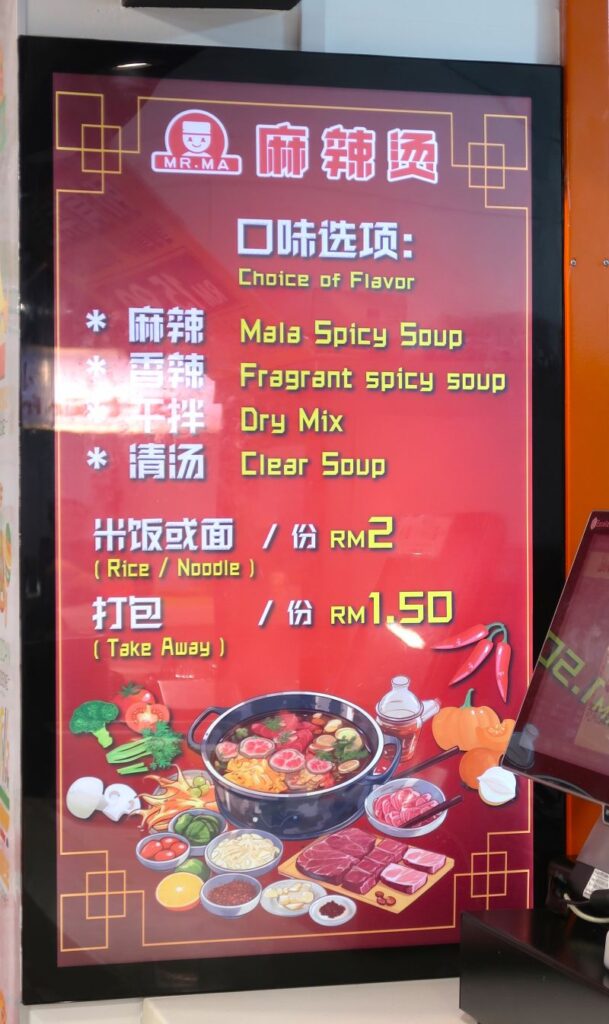 MR.MA 麻辣烫
口味选项:
Choice of Flavor
* 麻辣 Mala Spicy Soup
* 香辣 Fragrant spicy soup
* 干拌 Dry Mix
* 清汤 Clear Soup
米饭或面 / 份 RM2
( Rice / Noodle )
打包 / 份 RM1.50
( Take Away )